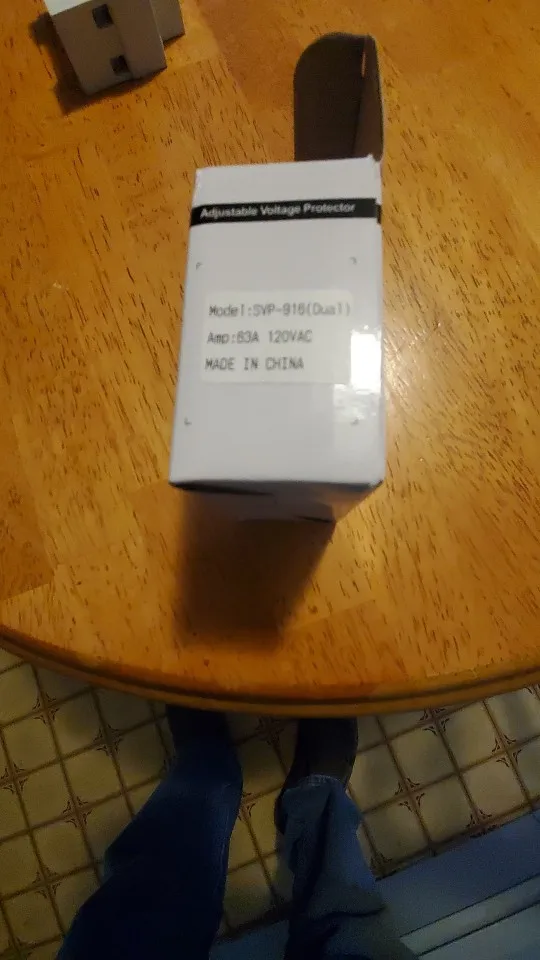 Adjustable Voltage Protector
Model:SVP-916(Dual)
Amp:63A 120VAC
MADE IN CHINA